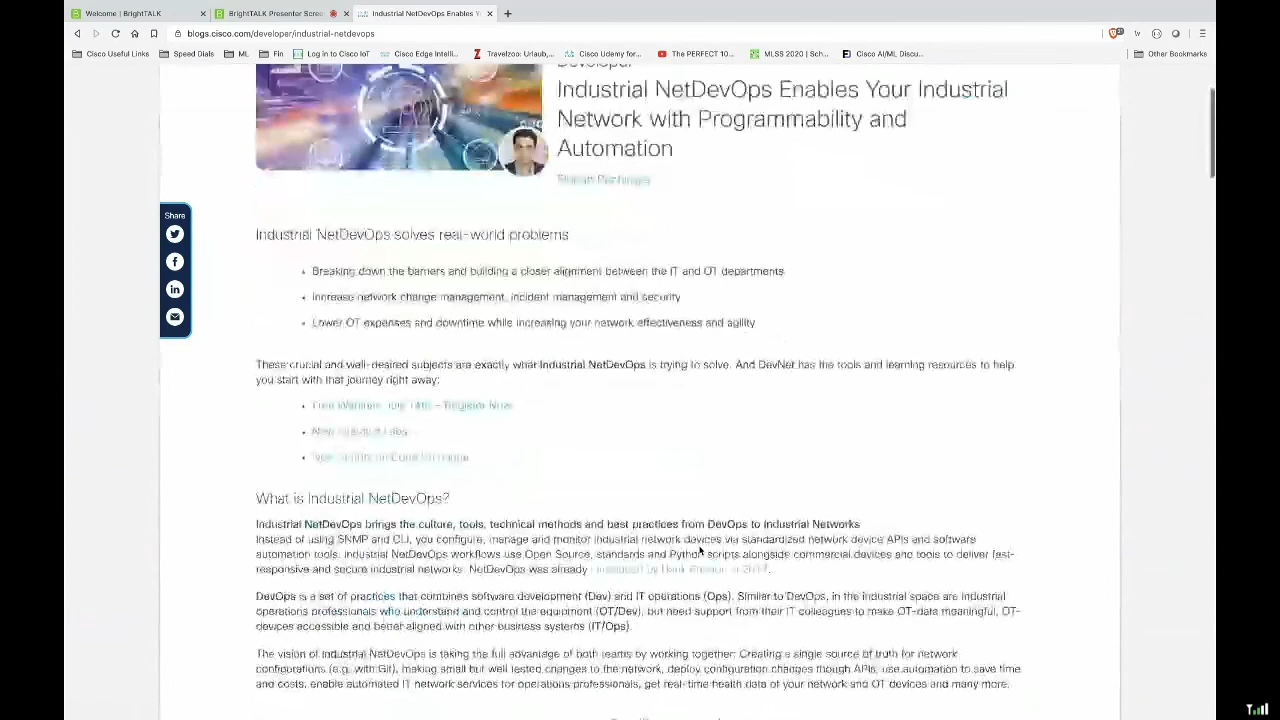 Welcome | BrightTALK
BrightTALK Presenter Scree
Industrial NetDevOps Enables Y
blogs.cisco.com/developer/industrial-netdevops
Cisco Useful Links
Speed Dials
ML
Fin
Log in to Cisco IoT
Cisco Edge Intelli...
Travelzoo: Urlaub,...
Cisco Udemy for...
The PERFECT 10...
MLSS 2020 | Sch...
Cisco AI/ML Discu...
Other Bookmarks
Developer
Industrial NetDevOps Enables Your Industrial
Network with Programmability and
Automation
Share
Industrial NetDevOps solves real-world problems
• Breaking down the barriers and building a closer alignment between the IT and OT departments
• Increase network change management, incident management and security
• Lower OT expenses and downtime while increasing your network effectiveness and agility
These crucial and well-desired subjects are exactly what Industrial NetDevOps is trying to solve. And DevNet has the tools and learning resources to help
you start with that journey right away:
Register Now
What is Industrial NetDevOps?
Industrial NetDevOps brings the culture, tools, technical methods and best practices from DevOps to Industrial Networks
Instead of using SNMP and CLI, you configure, manage and monitor industrial network devices via standardized network device APIs and software
automation tools. Industrial NetDevOps workflows use Open Source, standards and Python scripts alongside commercial devices and tools to deliver fast-
responsive and secure industrial networks. NetDevOps was already in 2017.
DevOps is a set of practices that combines software development (Dev) and IT operations (Ops). Similar to DevOps, in the industrial space are industrial
operations professionals who understand and control the equipment (OT/Dev), but need support from their IT colleagues to make OT-data meaningful, OT-
devices accessible and better aligned with other business systems (IT/Ops).
The vision of Industrial NetDevOps is taking the full advantage of both teams by working together: Creating a single source of truth for network
configurations (e.g. with Git), making small but well tested changes to the network, deploy configuration changes though APIs, use automation to save time
and costs, enable automated IT network services for operations professionals, get real-time health data of your network and OT devices and many more.